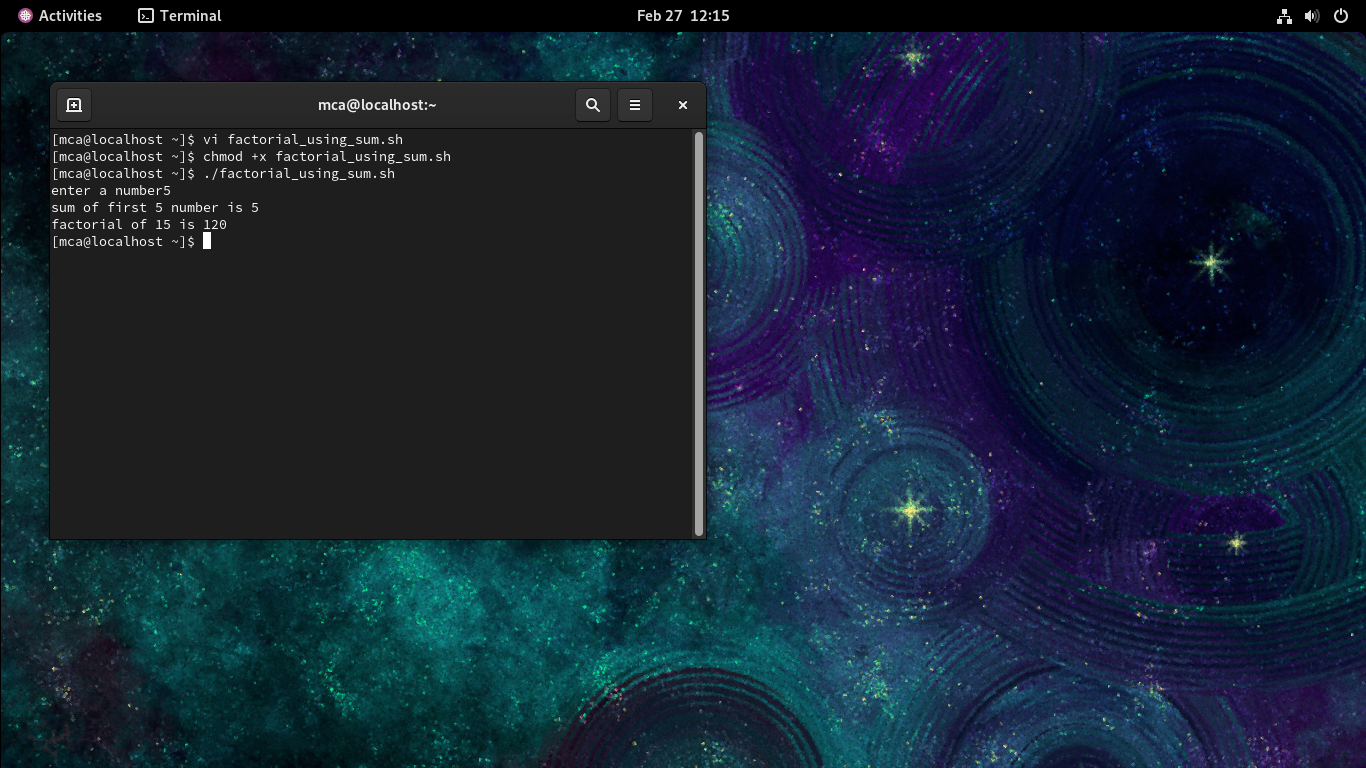 Activities Terminal Feb 27 12:15
mca@localhost:~
[mca@localhost ~]$ vi factorial_using_sum.sh
[mca@localhost ~]$ chmod +x factorial_using_sum.sh
[mca@localhost ~]$ ./factorial_using_sum.sh
enter a number5
sum of first 5 number is 5
factorial of 15 is 120
[mca@localhost ~]$